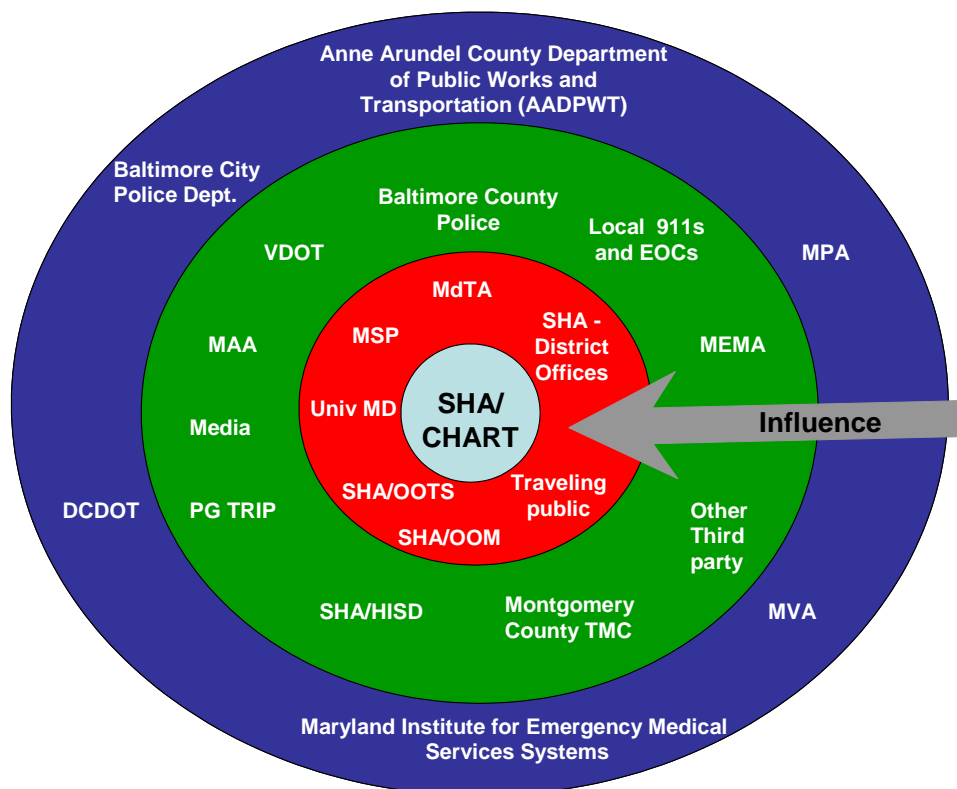 Anne Arundel County Department
of Public Works and
Transportation (AADPWT)
Baltimore City
Police Dept.
Baltimore County
Police
Local 911s
and EOCs
VDOT
MPA
MdTA
SHA -
District
Offices
MSP
MAA
MEMA
Univ MD
SHA/
CHART
Influence
Media
SHA/OOTS
Traveling
public
DCDOT
PG TRIP
Other
Third
party
SHA/OOM
SHA/HISD
Montgomery
County TMC
MVA
Maryland Institute for Emergency Medical
Services Systems